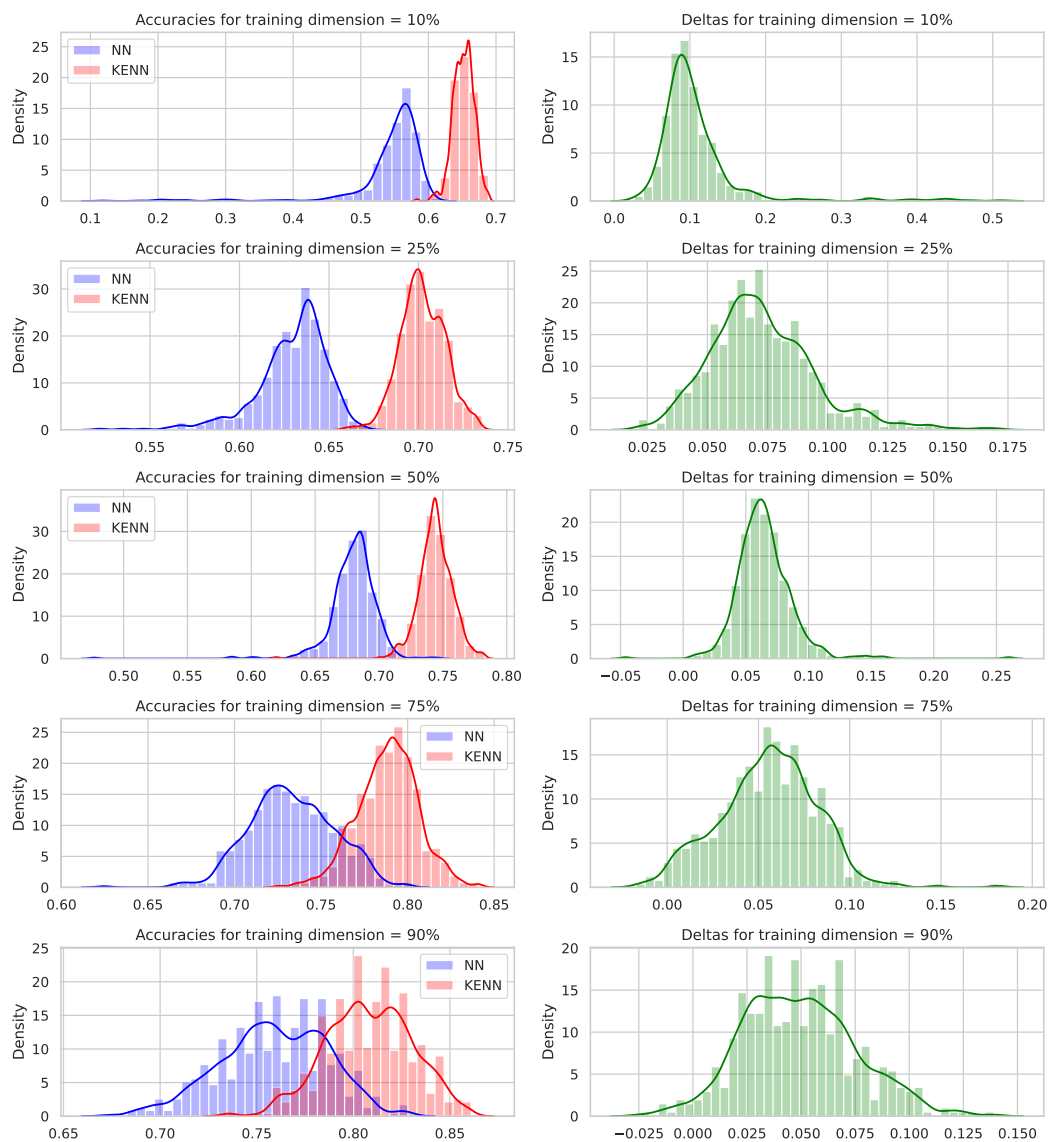 Accuracies for training dimension = 10%
Density
25
20
15
10
5
0
NN
KENN
0.1 0.2 0.3 0.4 0.5 0.6 0.7
Deltas for training dimension = 10%
Density
15
10
5
0
0.0 0.1 0.2 0.3 0.4 0.5
Accuracies for training dimension = 25%
Density
30
20
10
0
NN
KENN
0.55 0.60 0.65 0.70 0.75
Deltas for training dimension = 25%
Density
25
20
15
10
5
0
0.025 0.050 0.075 0.100 0.125 0.150 0.175
Accuracies for training dimension = 50%
Density
30
20
10
0
NN
KENN
0.50 0.55 0.60 0.65 0.70 0.75 0.80
Deltas for training dimension = 50%
Density
20
15
10
5
0
−0.05 0.00 0.05 0.10 0.15 0.20 0.25
Accuracies for training dimension = 75%
Density
25
20
15
10
5
0
NN
KENN
0.60 0.65 0.70 0.75 0.80 0.85
Deltas for training dimension = 75%
Density
15
10
5
0
0.00 0.05 0.10 0.15 0.20
Accuracies for training dimension = 90%
Density
25
20
15
10
5
0
NN
KENN
0.65 0.70 0.75 0.80 0.85
Deltas for training dimension = 90%
Density
20
15
10
5
0
−0.025 0.000 0.025 0.050 0.075 0.100 0.125 0.150